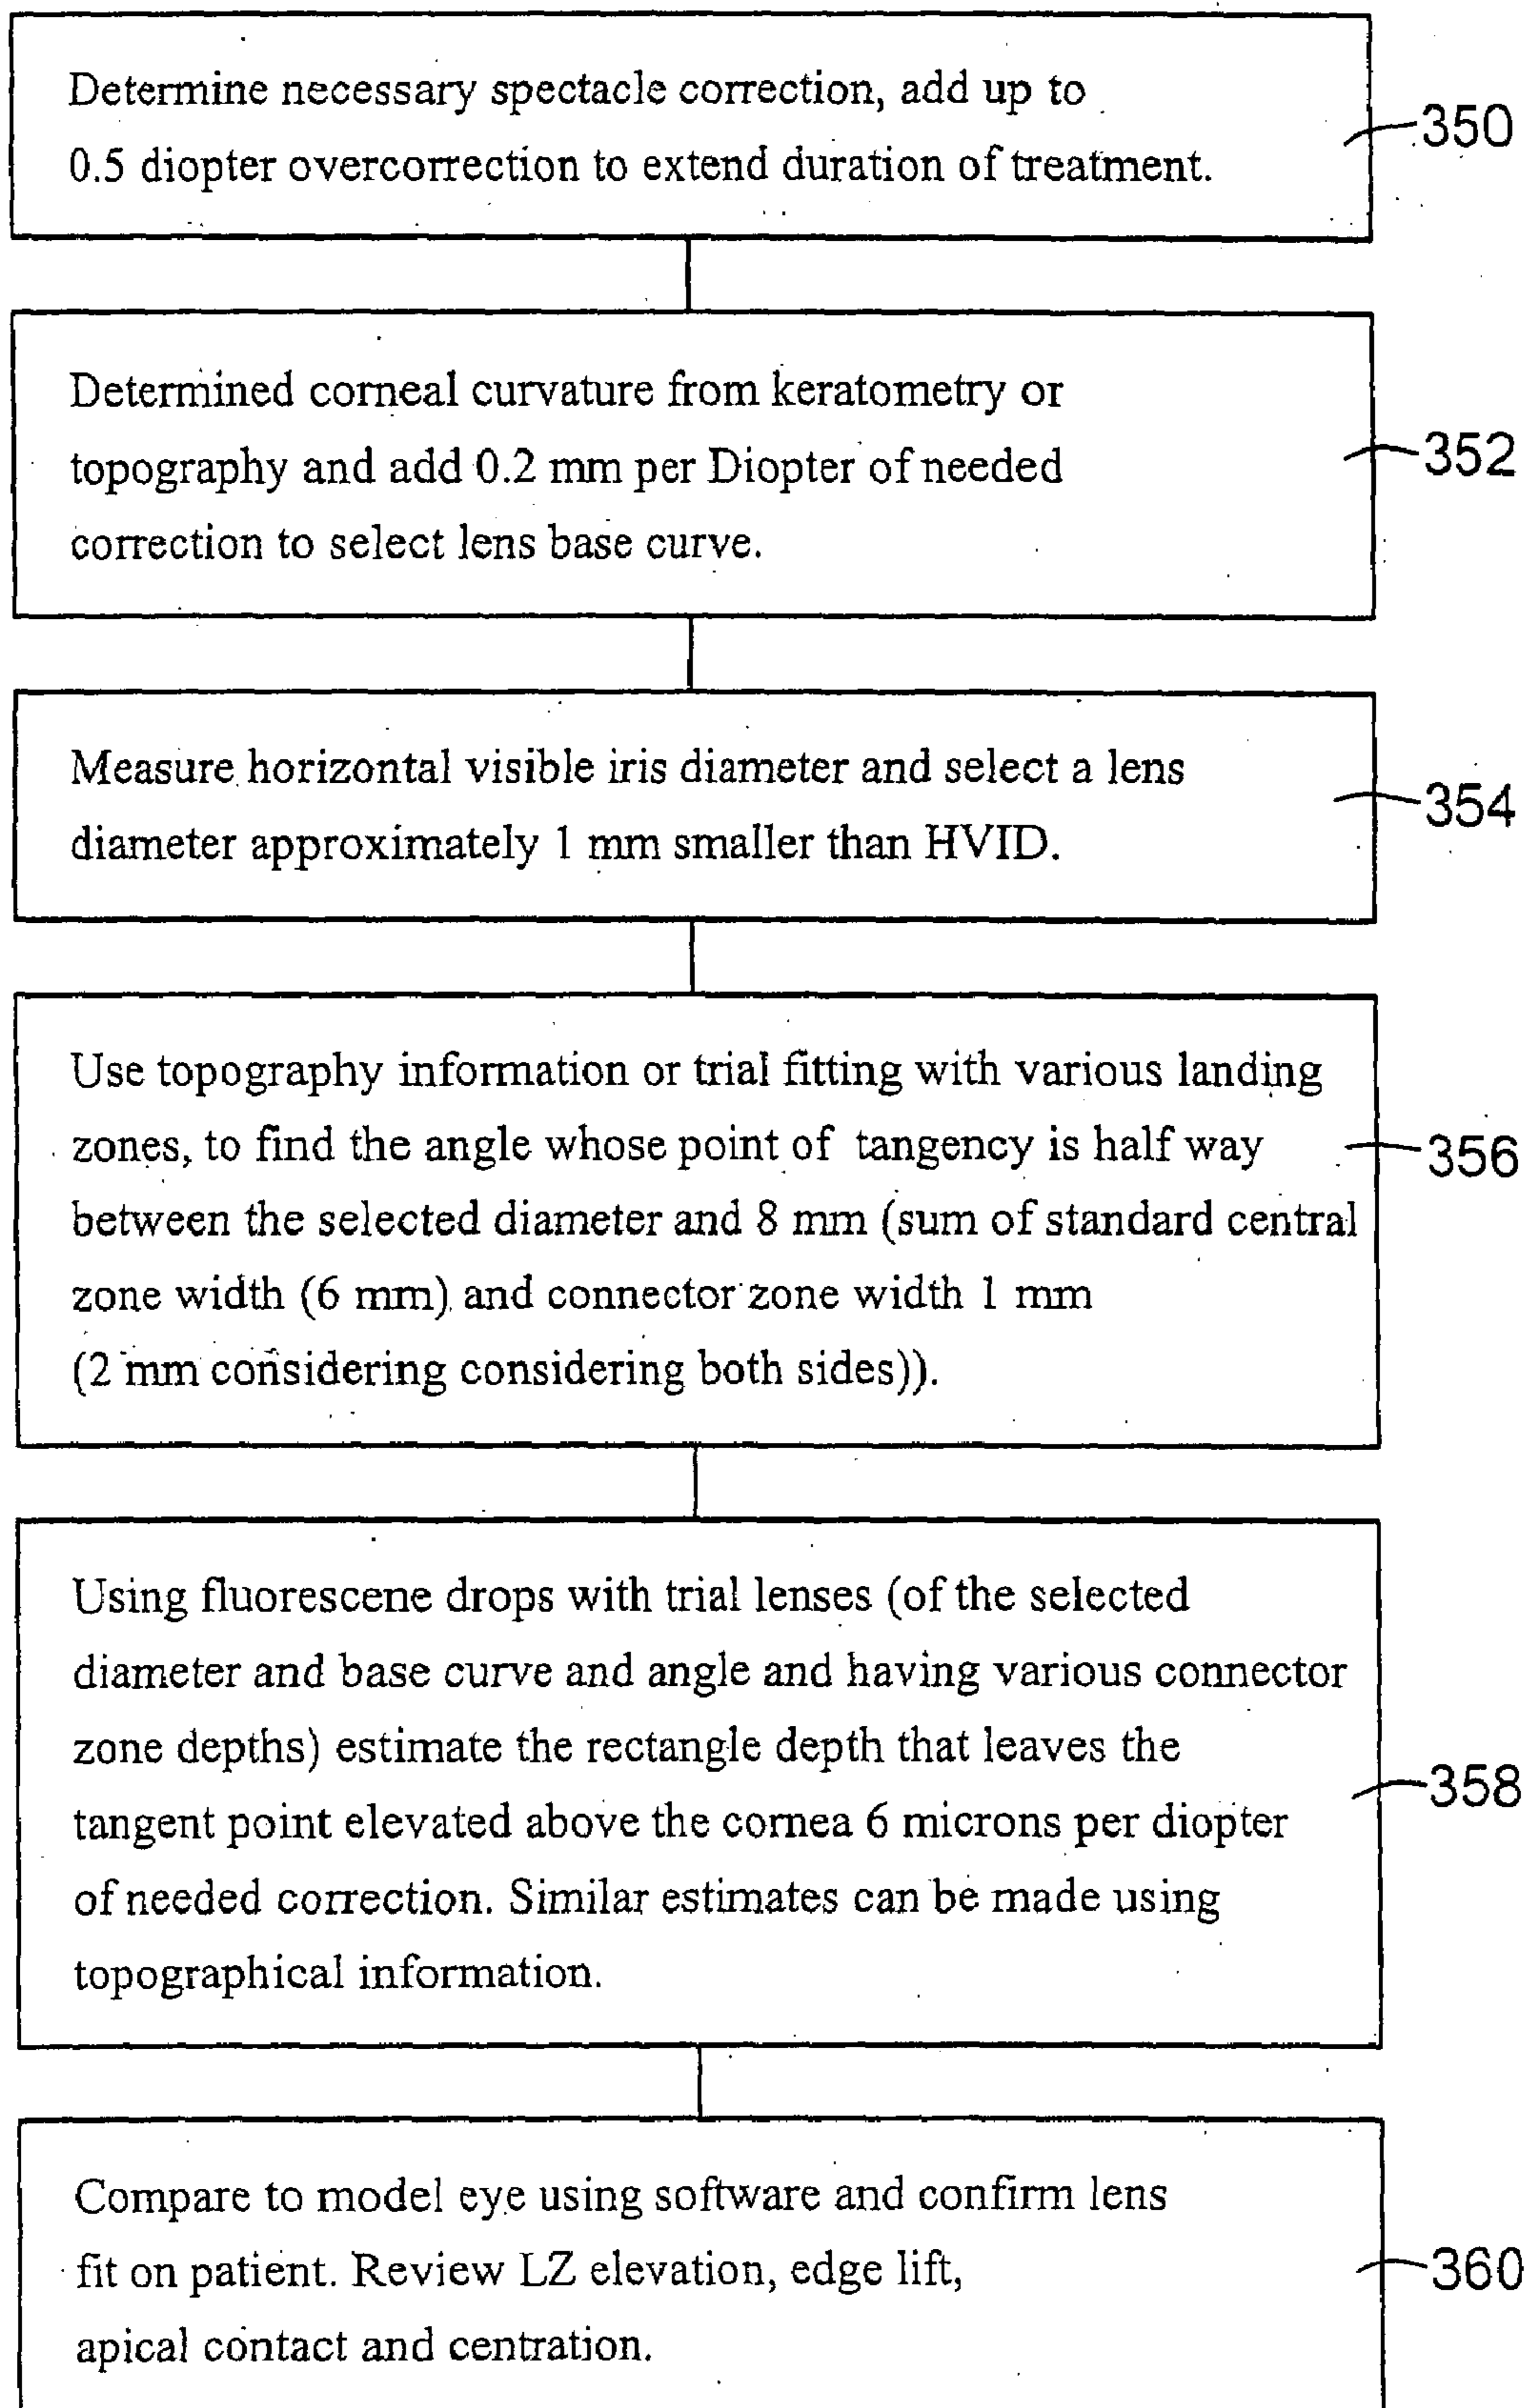 Determine necessary spectacle correction, add up to
0.5 diopter overcorrection to extend duration of treatment.
350
Determined corneal curvature from keratometry or
topography and add 0.2 mm per Diopter of needed
correction to select lens base curve.
352
Measure horizontal visible iris diameter and select a lens
diameter approximately 1 mm smaller than HVID.
354
Use topography information or trial fitting with various landing
zones, to find the angle whose point of tangency is half way
between the selected diameter and 8 mm (sum of standard central
zone width (6 mm) and connector zone width 1 mm
(2 mm considering considering both sides)).
356
Using fluorescene drops with trial lenses (of the selected
diameter and base curve and angle and having various connector
zone depths) estimate the rectangle depth that leaves the
tangent point elevated above the cornea 6 microns per diopter
of needed correction. Similar estimates can be made using
topographical information.
358
Compare to model eye using software and confirm lens
fit on patient. Review LZ elevation, edge lift,
apical contact and centration.
360